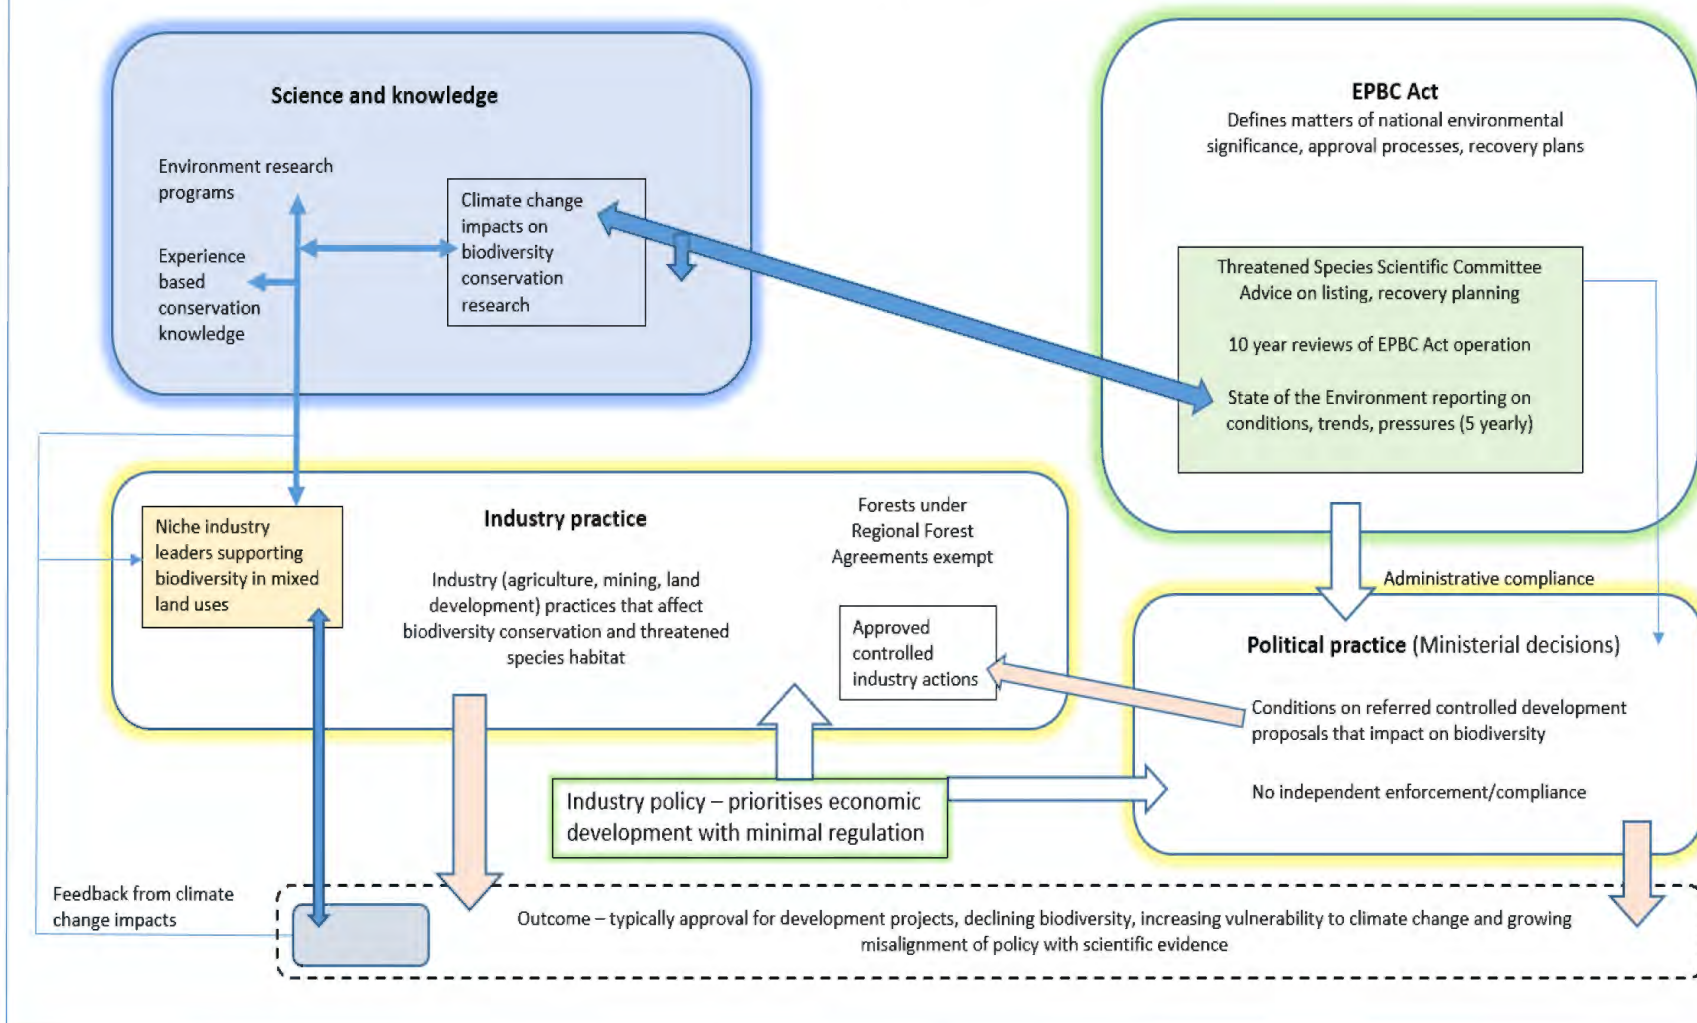 Science and knowledge
Environment research
programs
Experience
based
conservation
knowledge
Climate change
impacts on
biodiversity
conservation
research
EPBC Act
Defines matters of national environmental
significance, approval processes, recovery plans
Threatened Species Scientific Committee
Advice on listing, recovery planning
10 year reviews of EPBC Act operation
State of the Environment reporting on
conditions, trends, pressures (5 yearly)
Niche industry
leaders supporting
biodiversity in mixed
land uses
Industry practice
Industry (agriculture, mining, land
development) practices that affect
biodiversity conservation and threatened
species habitat
Forests under
Regional Forest
Agreements exempt
Approved
controlled
industry actions
Administrative compliance
Political practice (Ministerial decisions)
Conditions on referred controlled development
proposals that impact on biodiversity
No independent enforcement/compliance
Industry policy – prioritises economic
development with minimal regulation
Feedback from climate
change impacts
Outcome – typically approval for development projects, declining biodiversity, increasing vulnerability to climate change and growing
misalignment of policy with scientific evidence